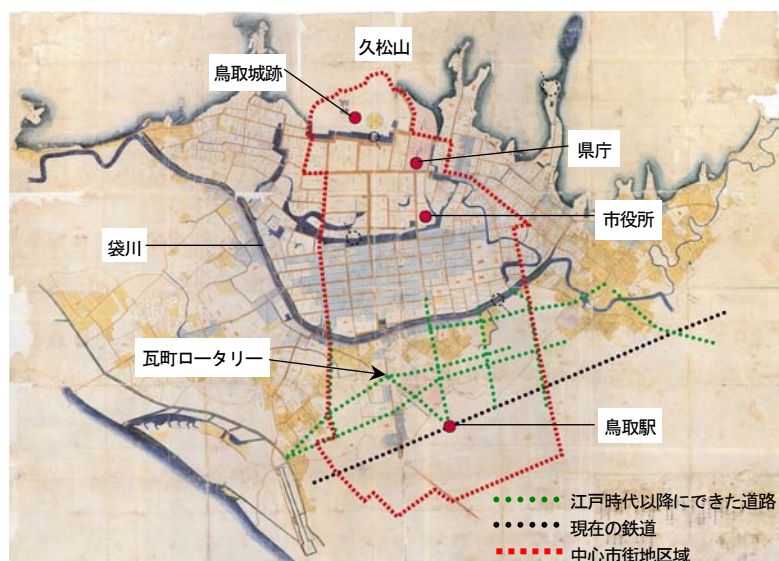 久松山
鳥取城跡
県庁
市役所
袋川
瓦町ロータリー
鳥取駅
江戸時代以降にできた道路
現在の鉄道
中心市街地区域